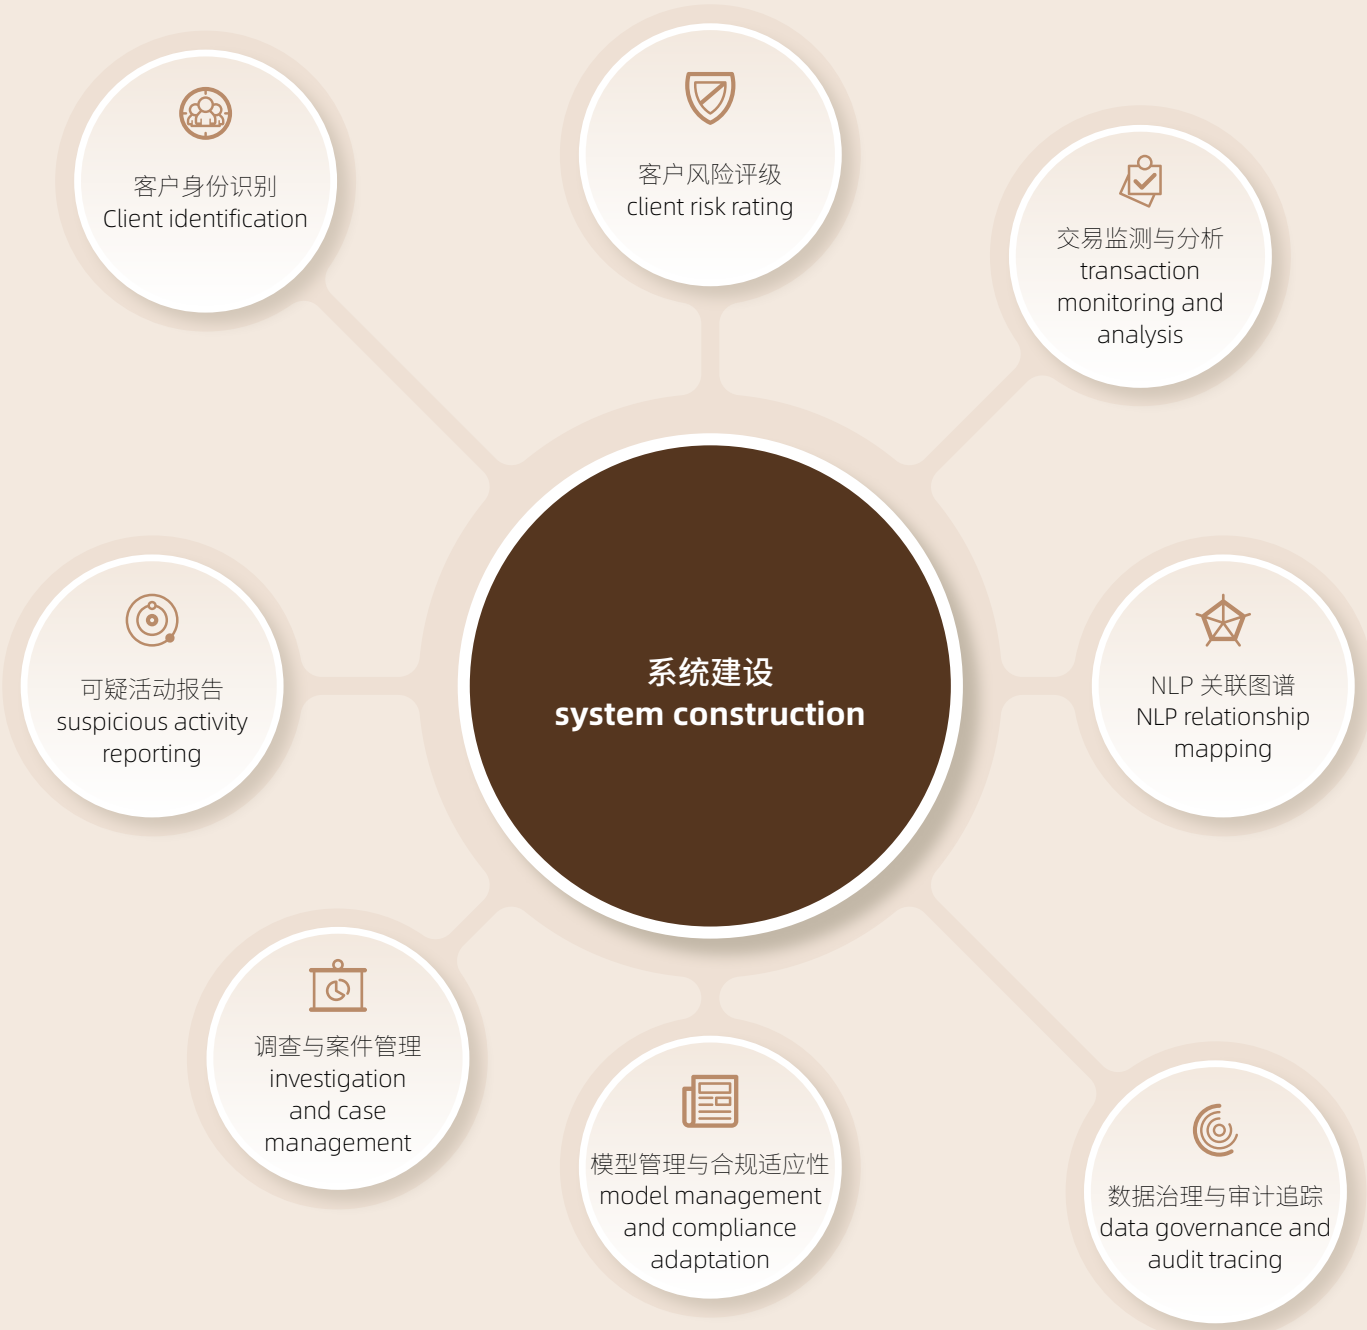 客户身份识别
Client identification
客户风险评级
client risk rating
交易监测与分析
transaction
monitoring and
analysis
系统建设
system construction
可疑活动报告
suspicious activity
reporting
NLP 关联图谱
NLP relationship
mapping
调查与案件管理
investigation
and case
management
模型管理与合规适应性
model management
and compliance
adaptation
数据治理与审计追踪
data governance and
audit tracing